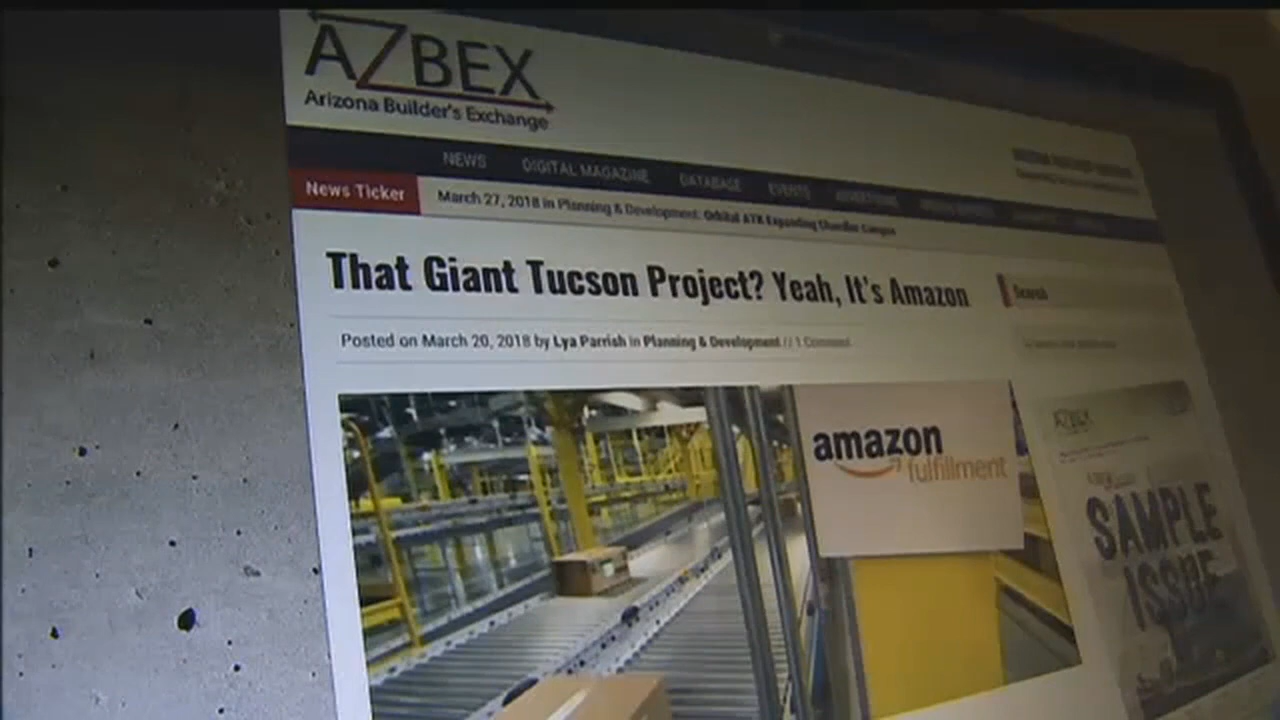 AZBEX
Arizona Builder's Exchange
NEWS DIGITAL MAGAZINE DATABASE EVENTS ADVERTISING
News Ticker March 27, 2018 in Planning & Development: Orbital ATK Expanding Chandler Campus
That Giant Tucson Project? Yeah, It's Amazon
Search
Posted on March 20, 2018 by Lya Parrish in Planning & Development // 1 Comment
amazon
fulfillment
AZBEX
SAMPLE
ISSUE